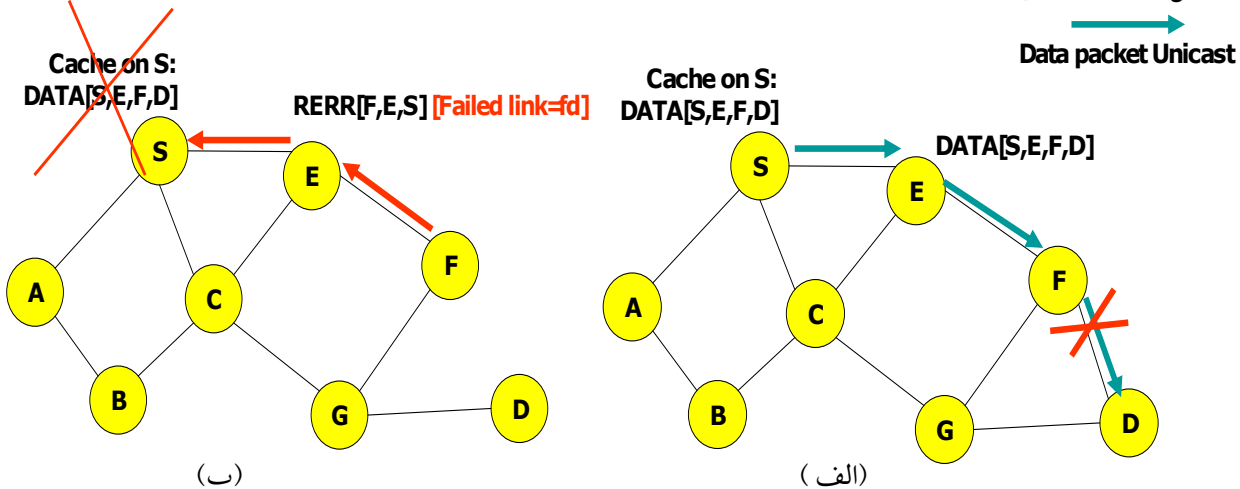 Data packet Unicast
Cache on S:
DATA[S,E,F,D]
RERR[F,E,S] [Failed link=fd]
S
E
F
A
C
B
G
D
(ب)
Cache on S:
DATA[S,E,F,D]
DATA[S,E,F,D]
S
E
F
A
C
B
G
D
(الف)